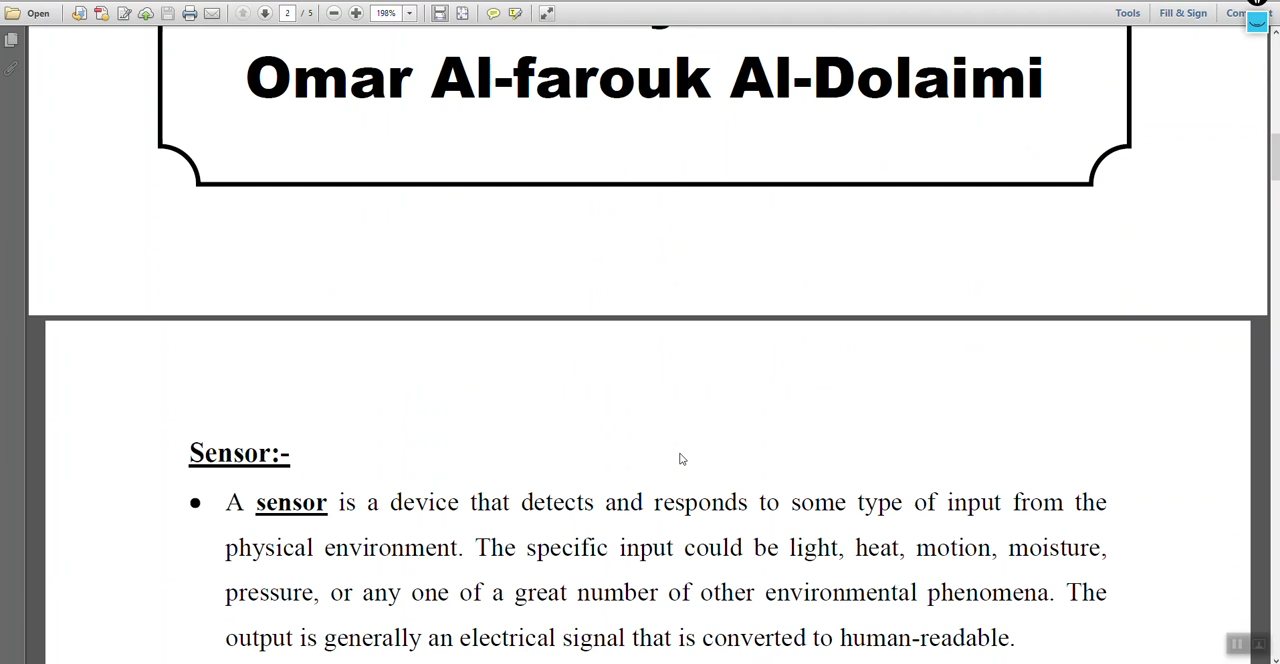 Open
2 / 5
198%
Tools
Fill & Sign
Omar Al-farouk Al-Dolaimi
Sensor:-
• A sensor is a device that detects and responds to some type of input from the
physical environment. The specific input could be light, heat, motion, moisture,
pressure, or any one of a great number of other environmental phenomena. The
output is generally an electrical signal that is converted to human-readable.